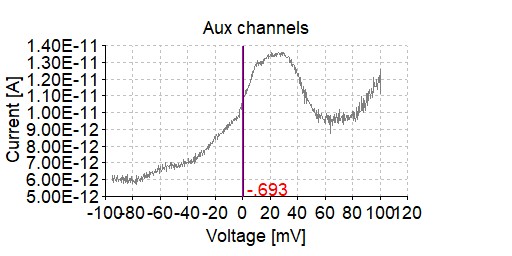 Aux channels
Current [A]
1.40E-11
1.30E-11
1.20E-11
1.10E-11
1.00E-11
9.00E-12
8.00E-12
7.00E-12
6.00E-12
5.00E-12
-.693
-100 -80 -60 -40 -20 0 20 40 60 80 100 120
Voltage [mV]